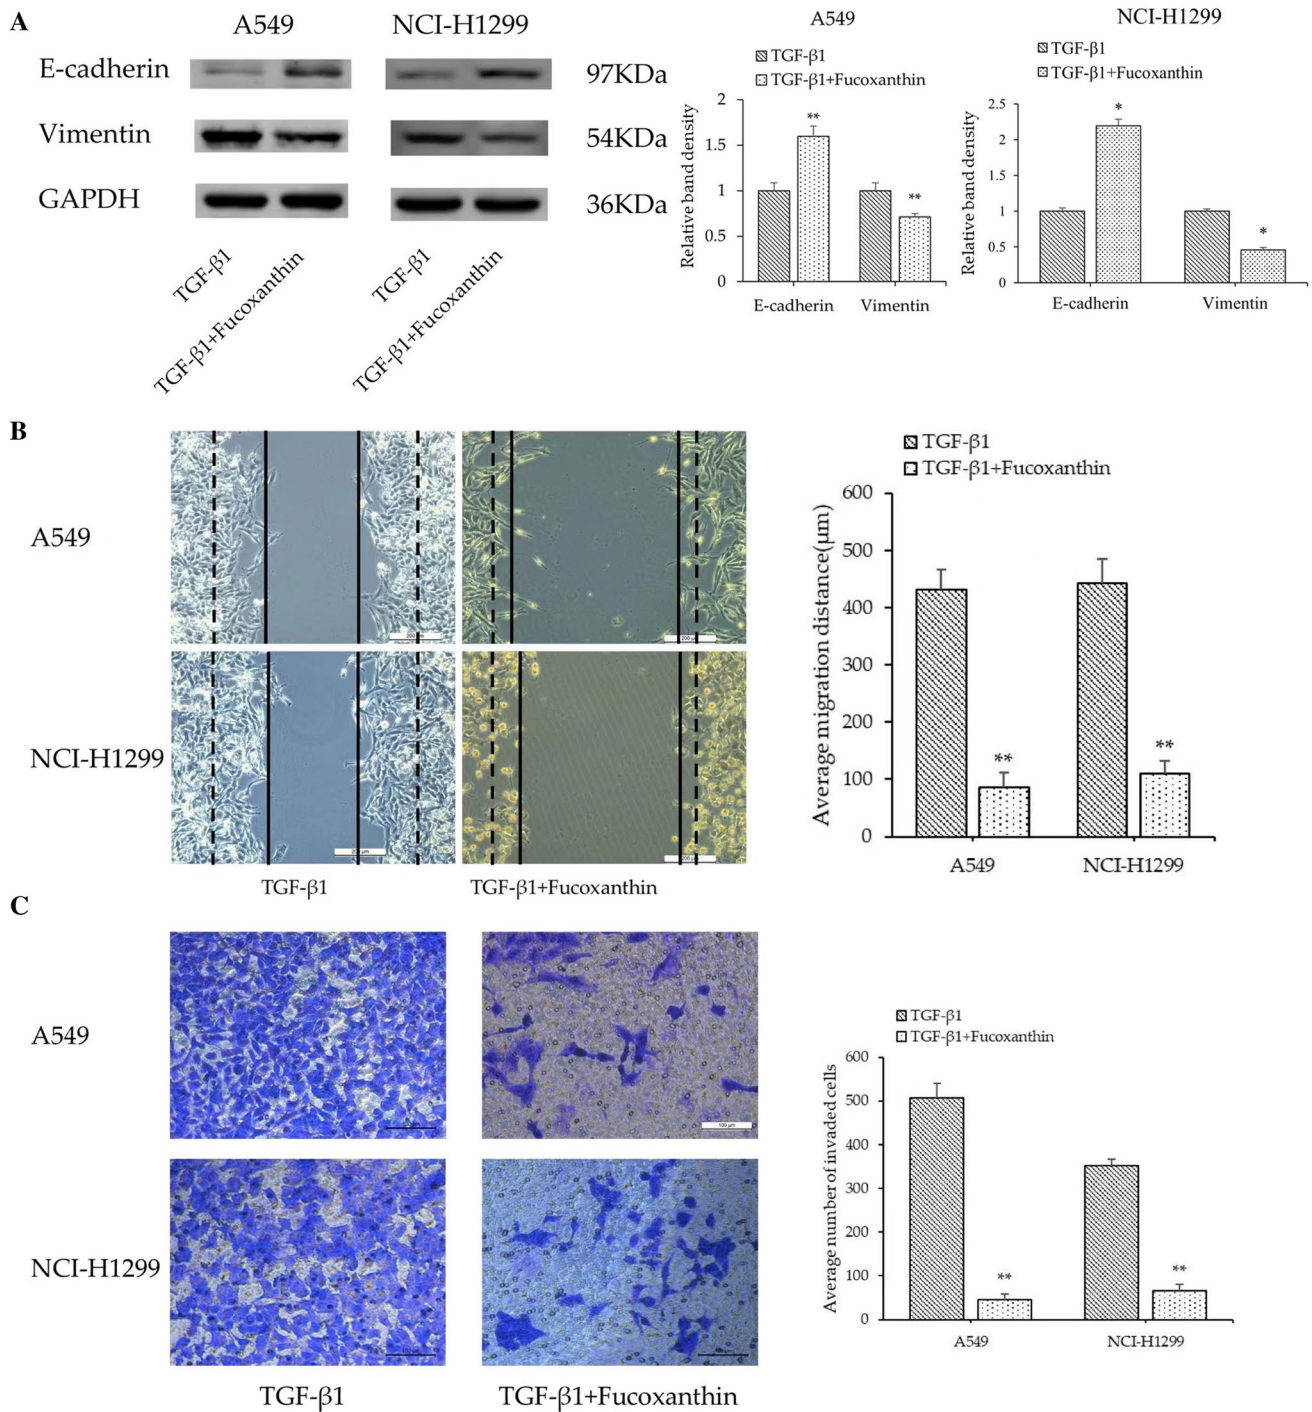 A
A549
NCI-H1299
E-cadherin
97KDa
Vimentin
54KDa
GAPDH
36KDa
TGF-β1
TGF-β1+Fucoxanthin
TGF-β1
TGF-β1+Fucoxanthin
A549
TGF-β1
TGF-β1+Fucoxanthin
Relative band density
2
1.5
1
0.5
0
**
**
E-cadherin
Vimentin
NCI-H1299
TGF-β1
TGF-β1+Fucoxanthin
Relative band density
2.5
2
1.5
1
0.5
0
*
*
E-cadherin
Vimentin
B
A549
NCI-H1299
200 μm
TGF-β1
TGF-β1+Fucoxanthin
TGF-β1
TGF-β1+Fucoxanthin
Average migration distance(μm)
600
500
400
300
200
100
0
**
**
A549
NCI-H1299
C
A549
100 μm
NCI-H1299
TGF-β1
TGF-β1+Fucoxanthin
TGF-β1
TGF-β1+Fucoxanthin
Average number of invaded cells
600
500
400
300
200
100
0
**
**
A549
NCI-H1299